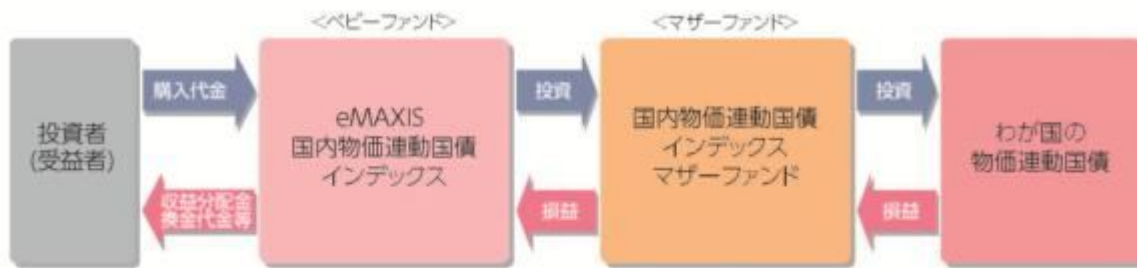 <ベビーファンド>
<マザーファンド>
投資者
(受益者)
購入代金
収益分配金
換金代金等
eMAXIS
国内物価連動国債
インデックス
投資
損益
国内物価連動国債
インデックス
マザーファンド
投資
損益
わが国の
物価連動国債